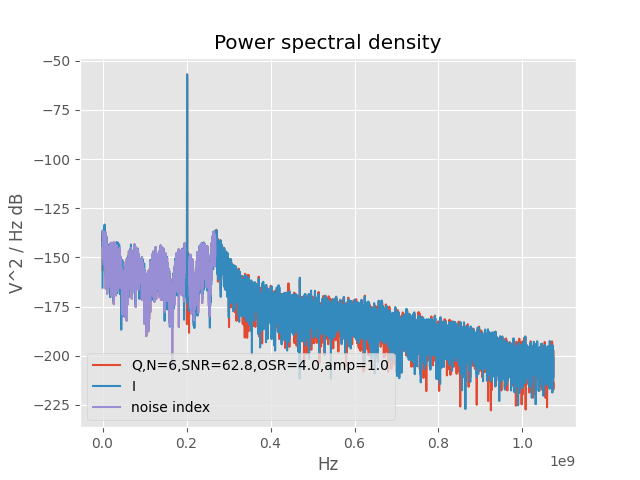 Power spectral density
V^2 / Hz dB
−50
−75
−100
−125
−150
−175
−200
−225
Q,N=6,SNR=62.8,OSR=4.0,amp=1.0
I
noise index
0.0 0.2 0.4 0.6 0.8 1.0
1e9
Hz